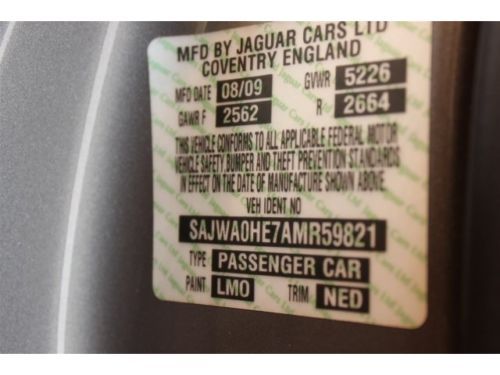 MFD BY JAGUAR CARS LTD
COVENTRY, ENGLAND
MFD DATE 08/09 GVWR 5226
GAWR F 2562 R 2664
THIS VEHICLE CONFORMS TO ALL APPLICABLE FEDERAL MOTOR
VEHICLE SAFETY BUMPER AND THEFT PREVENTION STANDARDS
IN EFFECT ON THE DATE OF MANUFACTURE SHOWN ABOVE.
VEH IDENT NO
SAJWA0HE7AMR59821
TYPE PASSENGER CAR
PAINT LMO TRIM NED